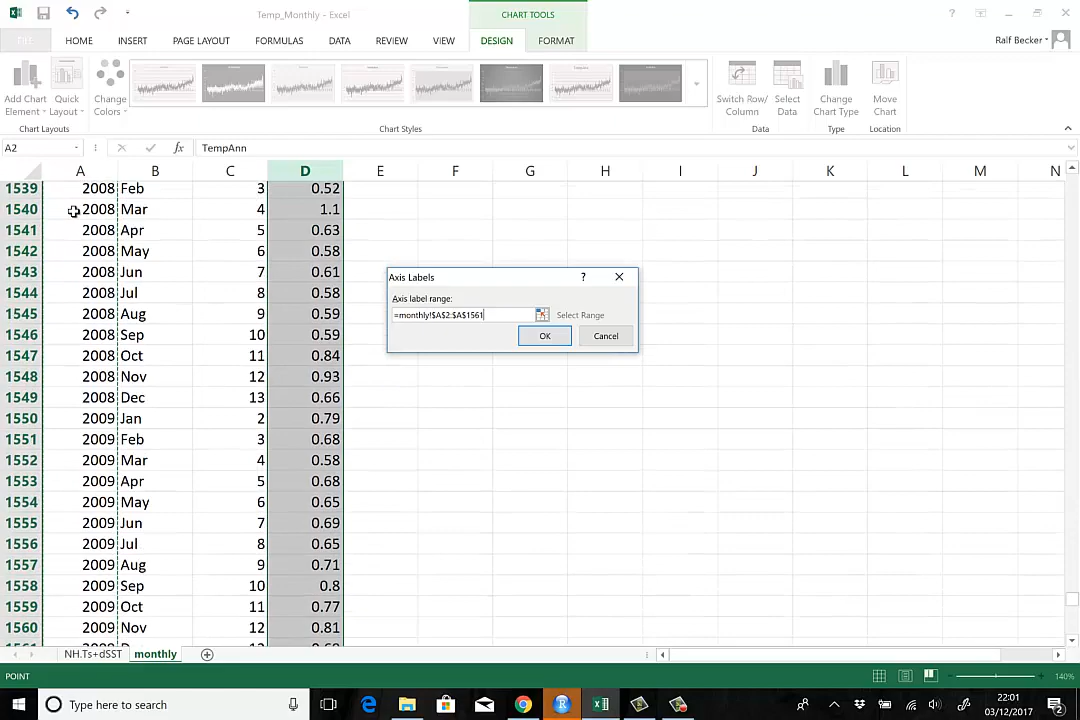 Temp_Monthly - Excel
CHART TOOLS
FILE
HOME
INSERT
PAGE LAYOUT
FORMULAS
DATA
REVIEW
VIEW
DESIGN
FORMAT
Ralf Becker
Add Chart Element
Quick Layout
Change Colors
Switch Row/ Column
Select Data
Change Chart Type
Move Chart
Chart Layouts
Chart Styles
Data
Type
Location
A2
fx
TempAnn
A B C D E F G H I J K L M N
1539 2008 Feb 3 0.52
1540 2008 Mar 4 1.1
1541 2008 Apr 5 0.63
1542 2008 May 6 0.58
1543 2008 Jun 7 0.61
1544 2008 Jul 8 0.58
1545 2008 Aug 9 0.59
1546 2008 Sep 10 0.59
1547 2008 Oct 11 0.84
1548 2008 Nov 12 0.93
1549 2008 Dec 13 0.66
1550 2009 Jan 2 0.79
1551 2009 Feb 3 0.68
1552 2009 Mar 4 0.58
1553 2009 Apr 5 0.68
1554 2009 May 6 0.65
1555 2009 Jun 7 0.69
1556 2009 Jul 8 0.65
1557 2009 Aug 9 0.71
1558 2009 Sep 10 0.8
1559 2009 Oct 11 0.77
1560 2009 Nov 12 0.81
Axis Labels
?
Axis label range:
=monthly!$A$2:$A$1561
Select Range
OK
Cancel
NH.Ts+dSST
monthly
POINT
140%
Type here to search
22:01
03/12/2017
2